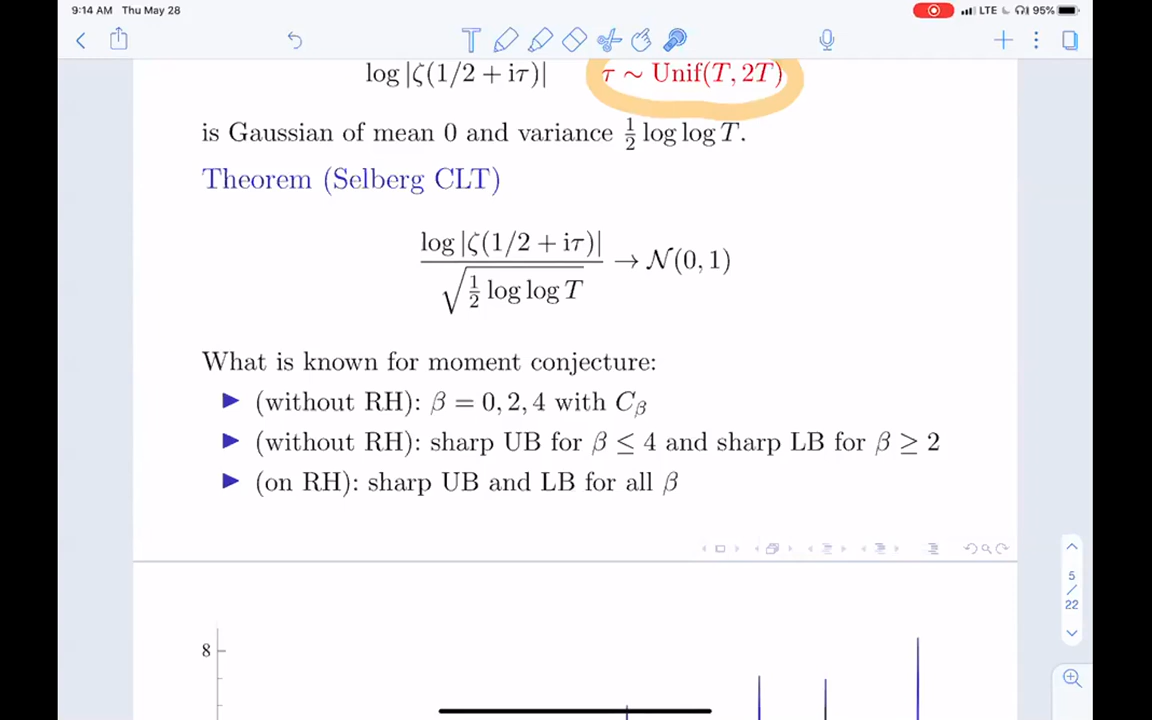 9:14 AM Thu May 28
LTE 95%
log |ζ(1/2 + iτ)| τ ∼ Unif(T, 2T)
is Gaussian of mean 0 and variance ½ log log T.
Theorem (Selberg CLT)
log |ζ(1/2 + iτ)|
→ 𝒩(0, 1)
√½ log log T
What is known for moment conjecture:
► (without RH): β = 0, 2, 4 with C_β
► (without RH): sharp UB for β ≤ 4 and sharp LB for β ≥ 2
► (on RH): sharp UB and LB for all β
5
/
22
8